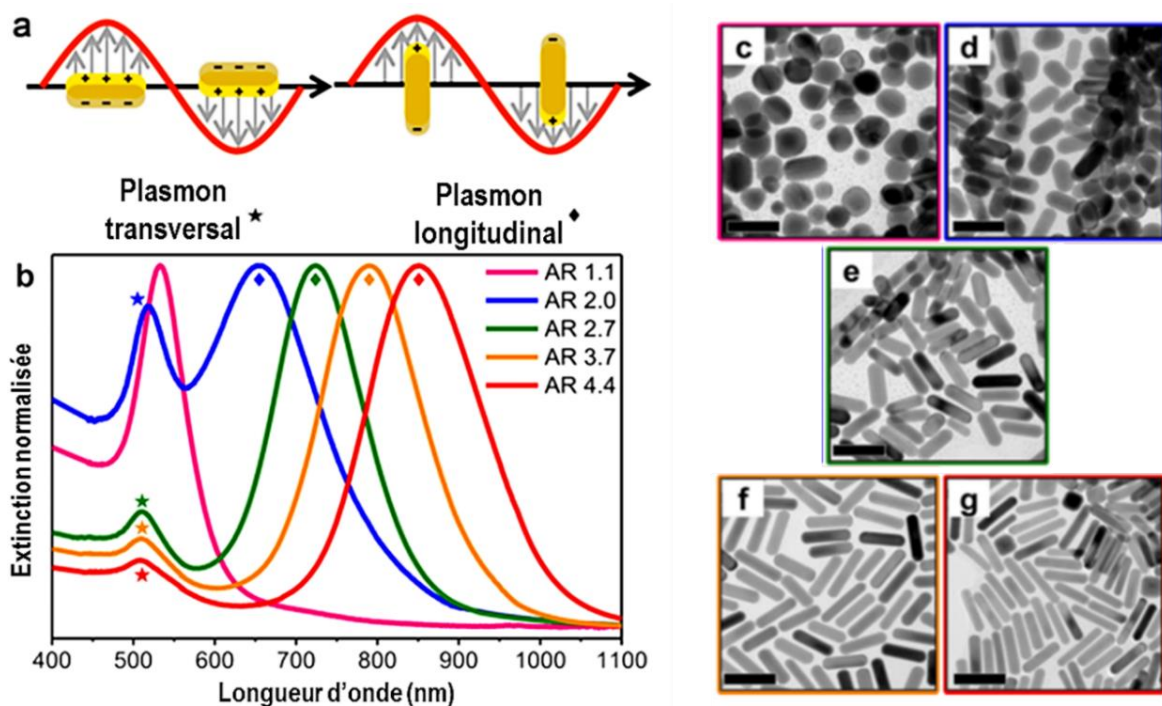 a
Plasmon
transversal ★
Plasmon
longitudinal ♦
b
AR 1.1
AR 2.0
AR 2.7
AR 3.7
AR 4.4
Extinction normalisée
400 500 600 700 800 900 1000 1100
Longueur d'onde (nm)
c
d
e
f
g